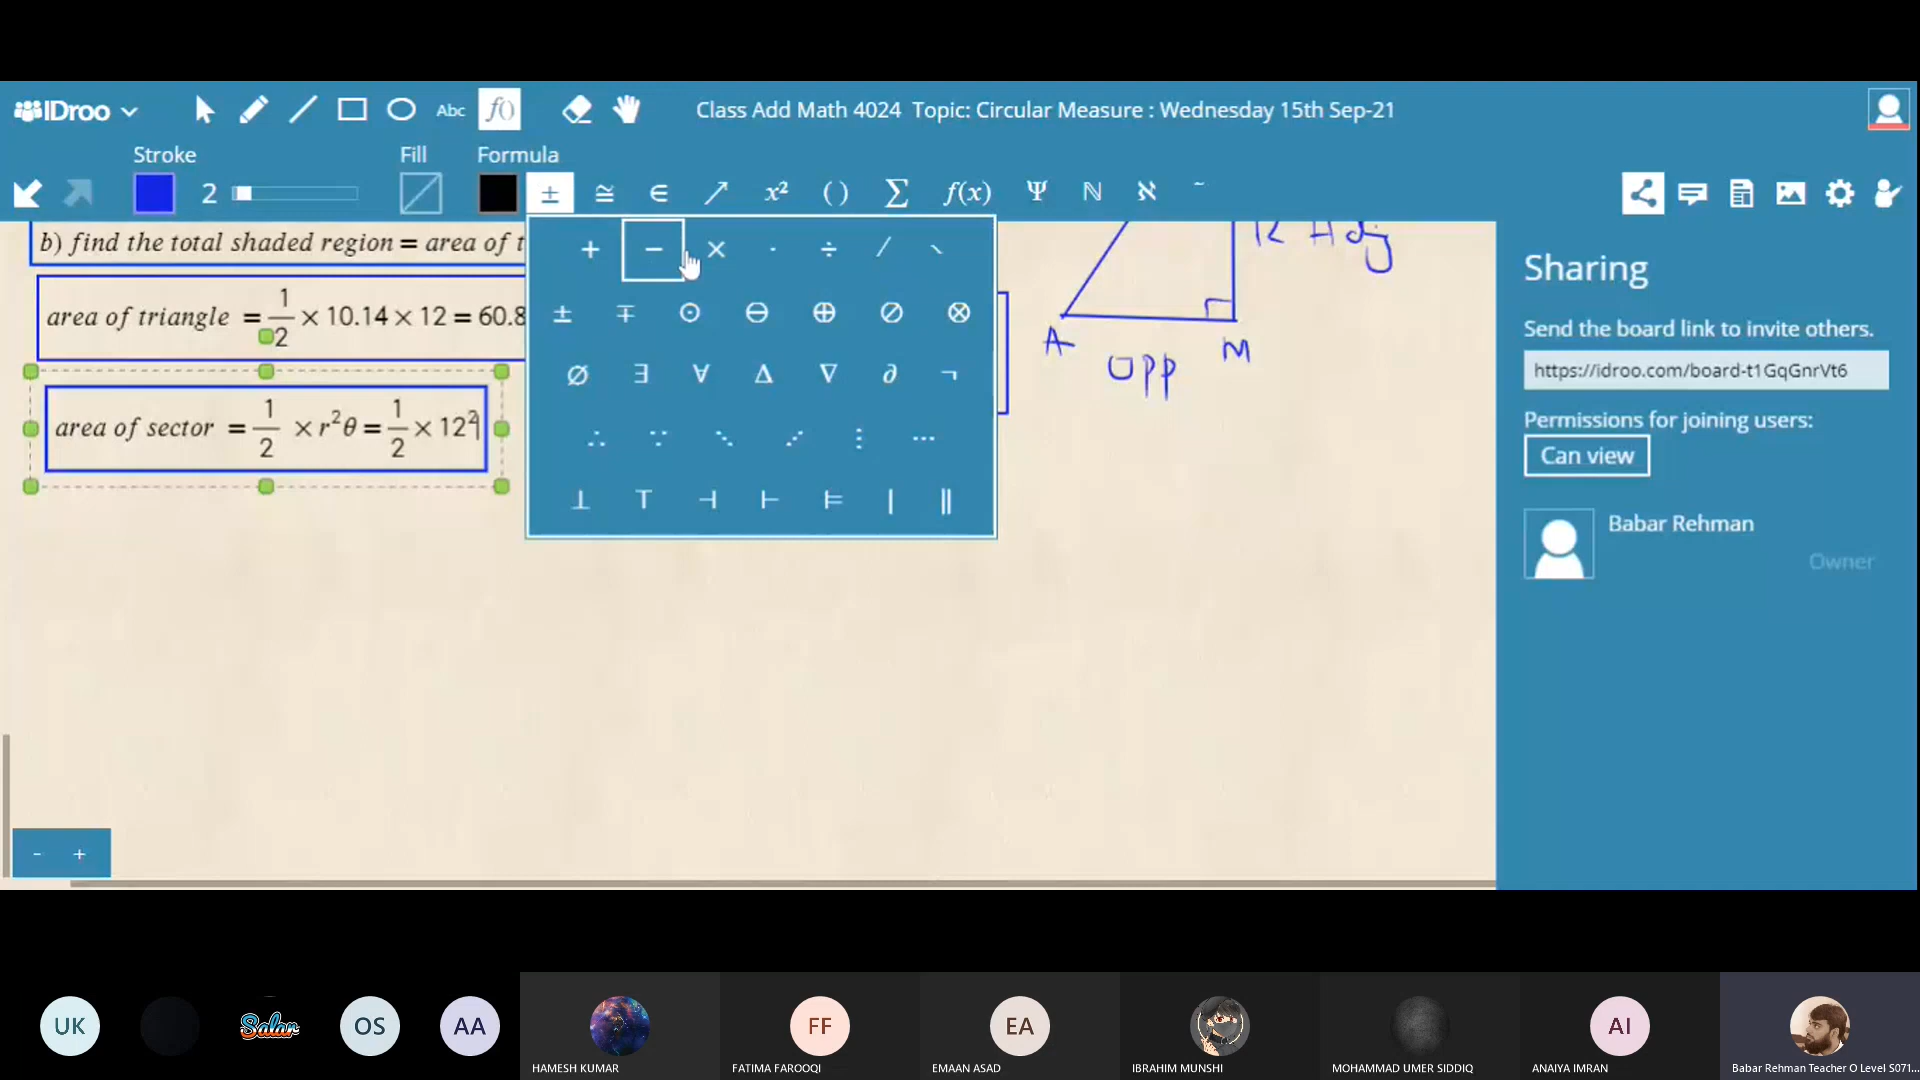 IDroo
Abc
f()
Class Add Math 4024 Topic: Circular Measure : Wednesday 15th Sep-21
Stroke
Fill
Formula
2
± ≅ ∈ ↗ x² ( ) ∑ f(x) Ψ ℕ ℵ ~
b) find the total shaded region = area of t
+ − × · ÷ ∕ ∖
± ∓ ⊙ ⊖ ⊕ ⊘ ⊗
∅ ∃ ∀ Δ ∇ ∂ ¬
∴ ∵ ⋱ ⋰ ⋮ ⋯
⊥ ⊤ ⊣ ⊢ ⊨ | ‖
area of triangle = 1/2 × 10.14 × 12 = 60.8
area of sector = 1/2 × r²θ = 1/2 × 12²
12 Adj
A
M
opp
Sharing
Send the board link to invite others.
https://idroo.com/board-t1GqGnrVt6
Permissions for joining users:
Can view
Babar Rehman
Owner
- +
UK
Salar
OS
AA
HAMESH KUMAR
FF
FATIMA FAROOQI
EA
EMAAN ASAD
IBRAHIM MUNSHI
MOHAMMAD UMER SIDDIQ
AI
ANAIYA IMRAN
Babar Rehman Teacher O Level S071...